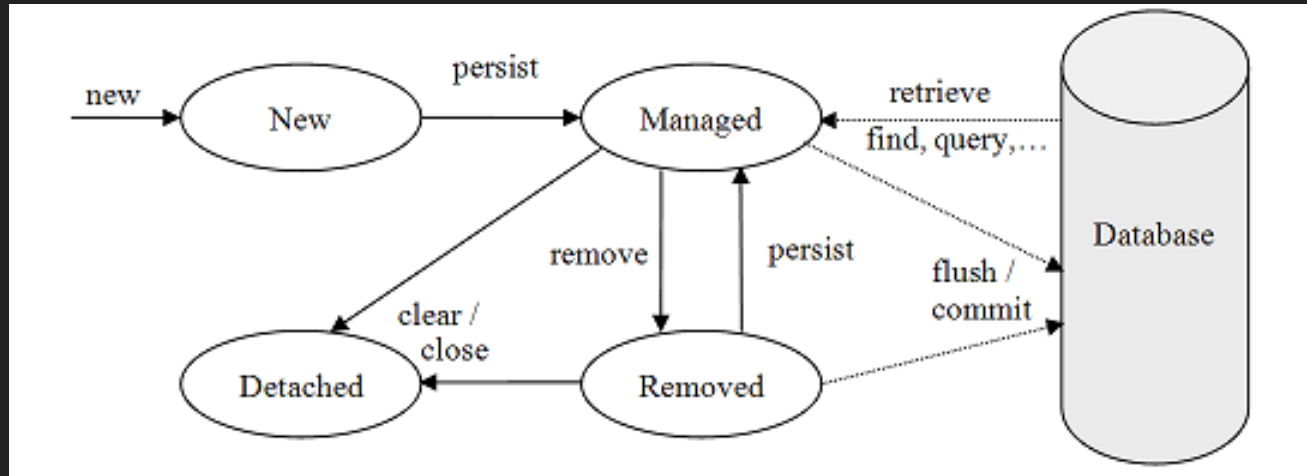 new
New
persist
Managed
retrieve
find, query,…
Database
remove
persist
flush /
commit
clear /
close
Detached
Removed